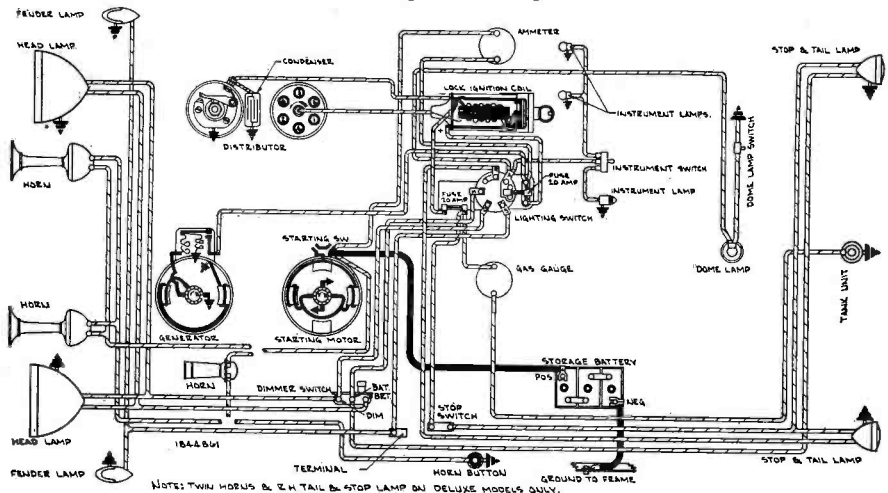 FENDER LAMP
HEAD LAMP
CONDENSER
DISTRIBUTOR
AMMETER
LOCK IGNITION COIL
INSTRUMENT LAMPS.
STOP & TAIL LAMP
HORN
FUSE 20 AMP
FUSE 20 AMP
INSTRUMENT SWITCH
INSTRUMENT LAMP
LIGHTING SWITCH
DOME LAMP SWITCH
STARTING SW
GAS GAUGE
DOME LAMP
TANK UNIT
HORN
GENERATOR
STARTING MOTOR
HORN
DIMMER SWITCH
BAT.
BET.
DIM
STORAGE BATTERY
POS
NEG
STOP SWITCH
HEAD LAMP
1844861
TERMINAL
HORN BUTTON
GROUND TO FRAME
STOP & TAIL LAMP
FENDER LAMP
NOTE: TWIN HORNS & R H TAIL & STOP LAMP ON DELUXE MODELS ONLY.